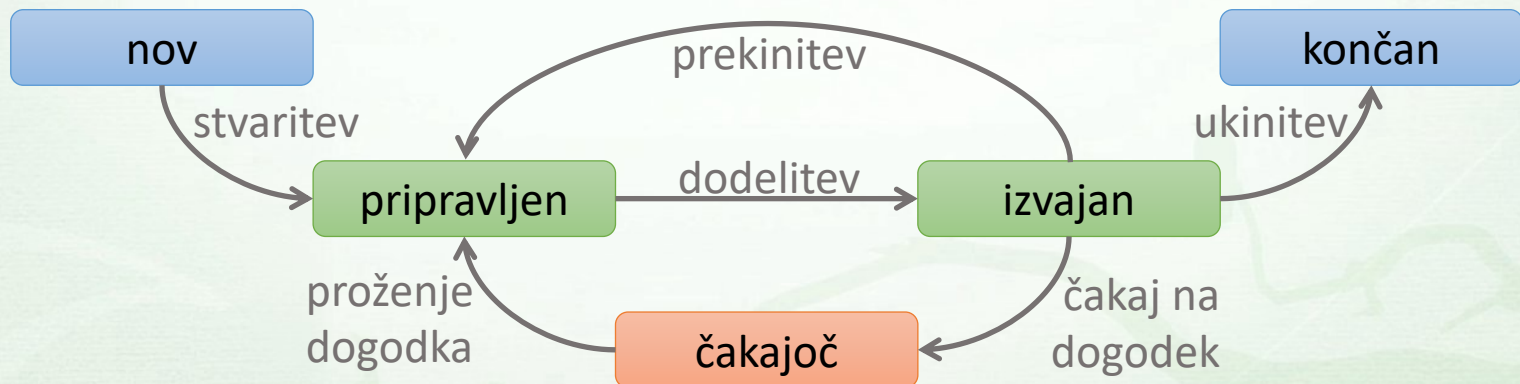 nov
prekinitev
končan
stvaritev
ukinitev
pripravljen
dodelitev
izvajan
proženje
dogodka
čakajoč
čakaj na
dogodek